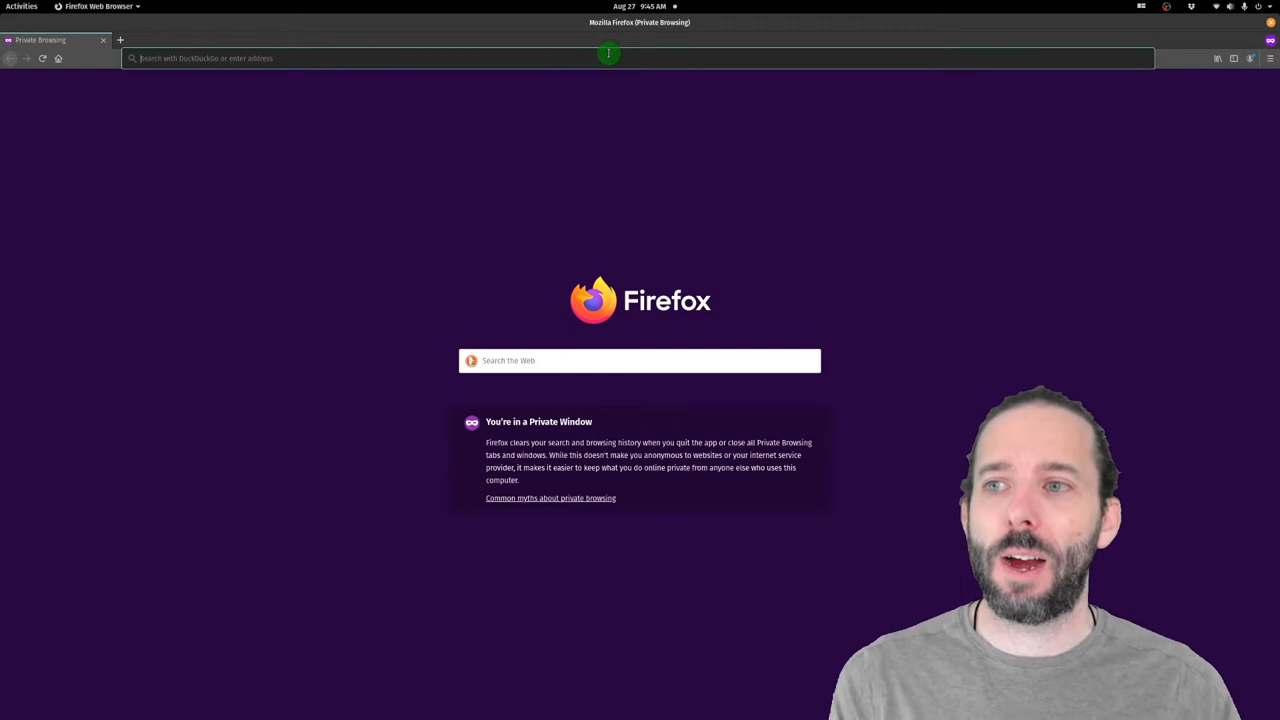 Activities
Firefox Web Browser
Aug 27 9:45 AM
Mozilla Firefox (Private Browsing)
Private Browsing
Search with DuckDuckGo or enter address
Firefox
Search the Web
You're in a Private Window
Firefox clears your search and browsing history when you quit the app or close all Private Browsing
tabs and windows. While this doesn't make you anonymous to websites or your internet service
provider, it makes it easier to keep what you do online private from anyone else who uses this
computer.
Common myths about private browsing